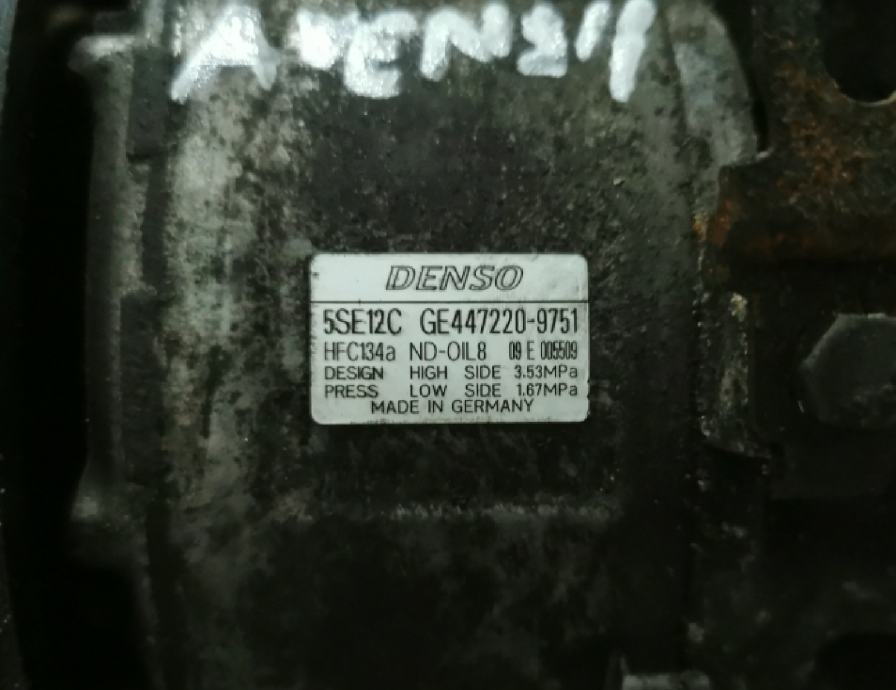 AVENSIS
DENSO
5SE12C GE447220-9751
HFC134a ND-OIL8 09 E 005509
DESIGN HIGH SIDE 3.53MPa
PRESS LOW SIDE 1.67MPa
MADE IN GERMANY